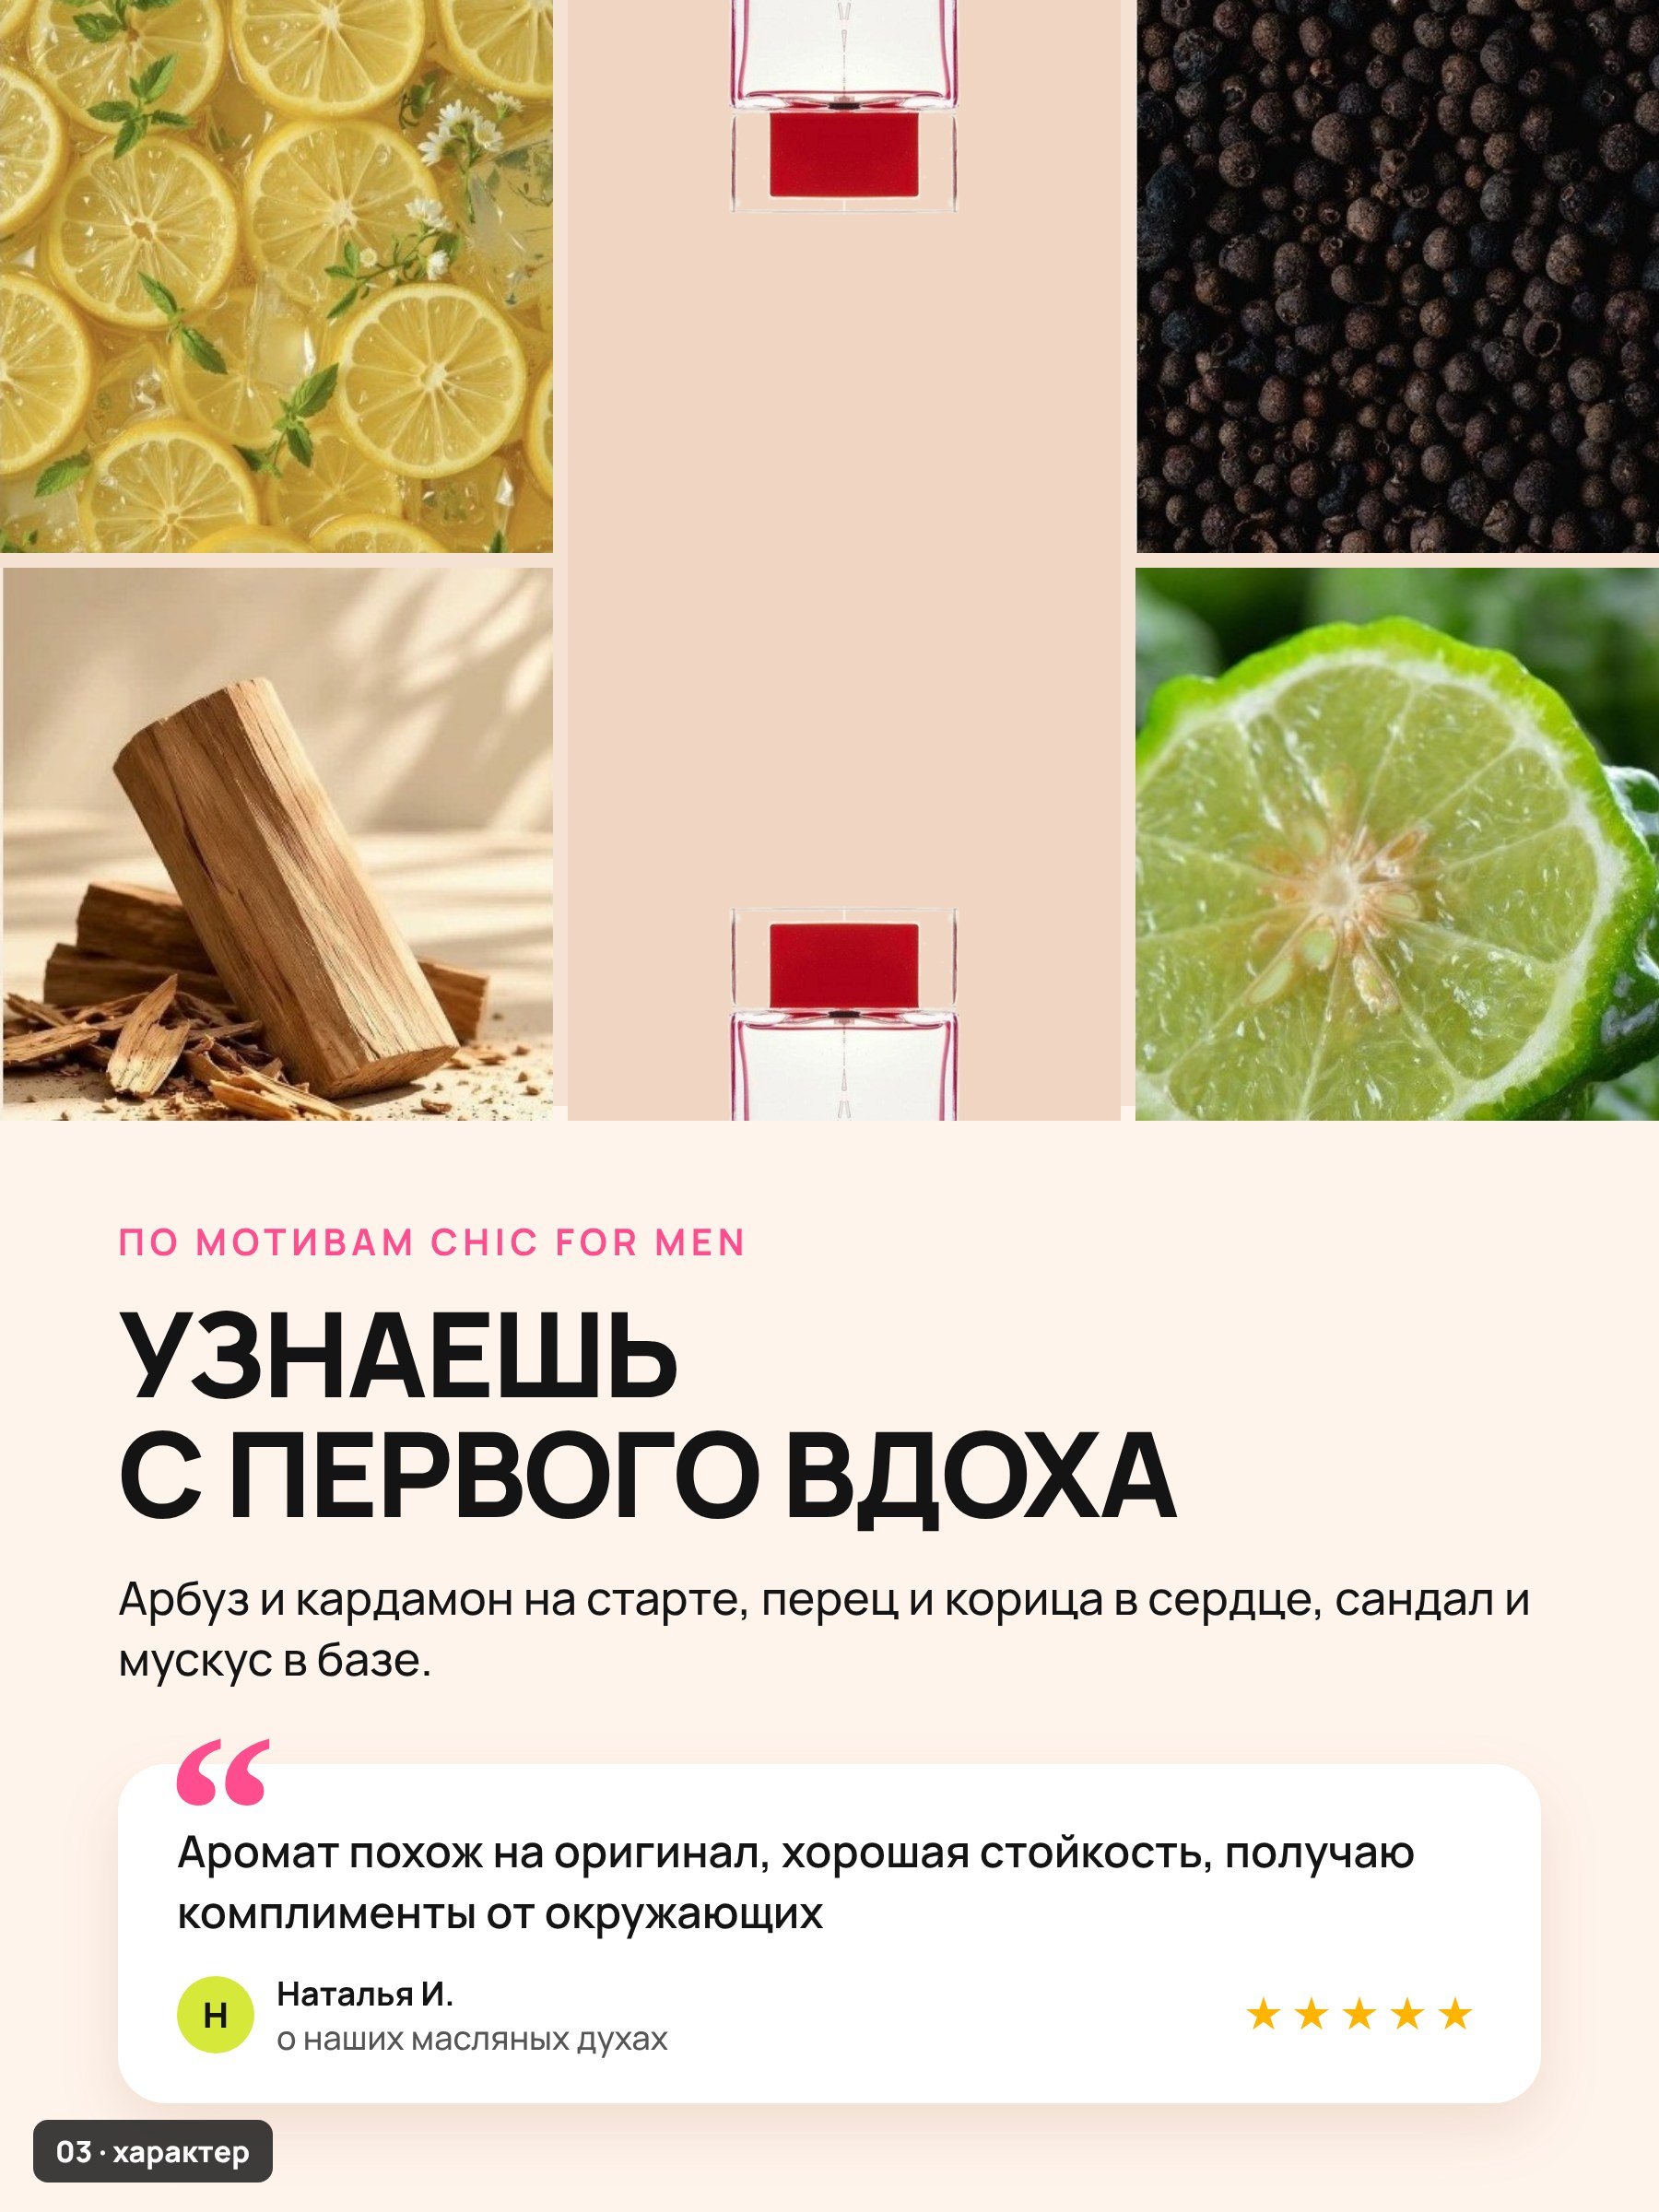 ПО МОТИВАМ CHIC FOR MEN
УЗНАЕШЬ
С ПЕРВОГО ВДОХА
Арбуз и кардамон на старте, перец и корица в сердце, сандал и
мускус в базе.
“
Аромат похож на оригинал, хорошая стойкость, получаю
комплименты от окружающих
Н
Наталья И.
о наших масляных духах
★★★★★
03 · характер